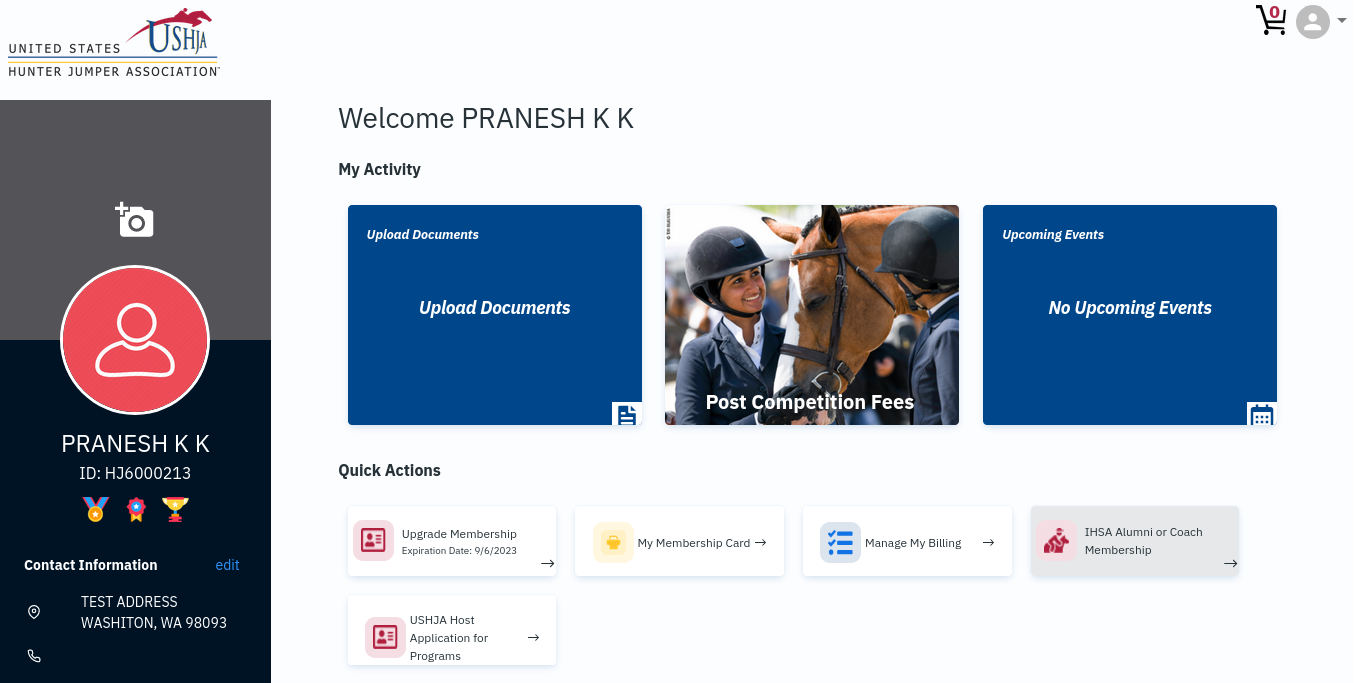 UNITED STATES
USHJA
HUNTER JUMPER ASSOCIATION
0
PRANESH K K
ID: HJ6000213
Contact Information
edit
TEST ADDRESS
WASHITON, WA 98093
Welcome PRANESH K K
My Activity
Upload Documents
Upload Documents
Post Competition Fees
Upcoming Events
No Upcoming Events
Quick Actions
Upgrade Membership
Expiration Date: 9/6/2023
My Membership Card
Manage My Billing
IHSA Alumni or Coach
Membership
USHJA Host
Application for
Programs